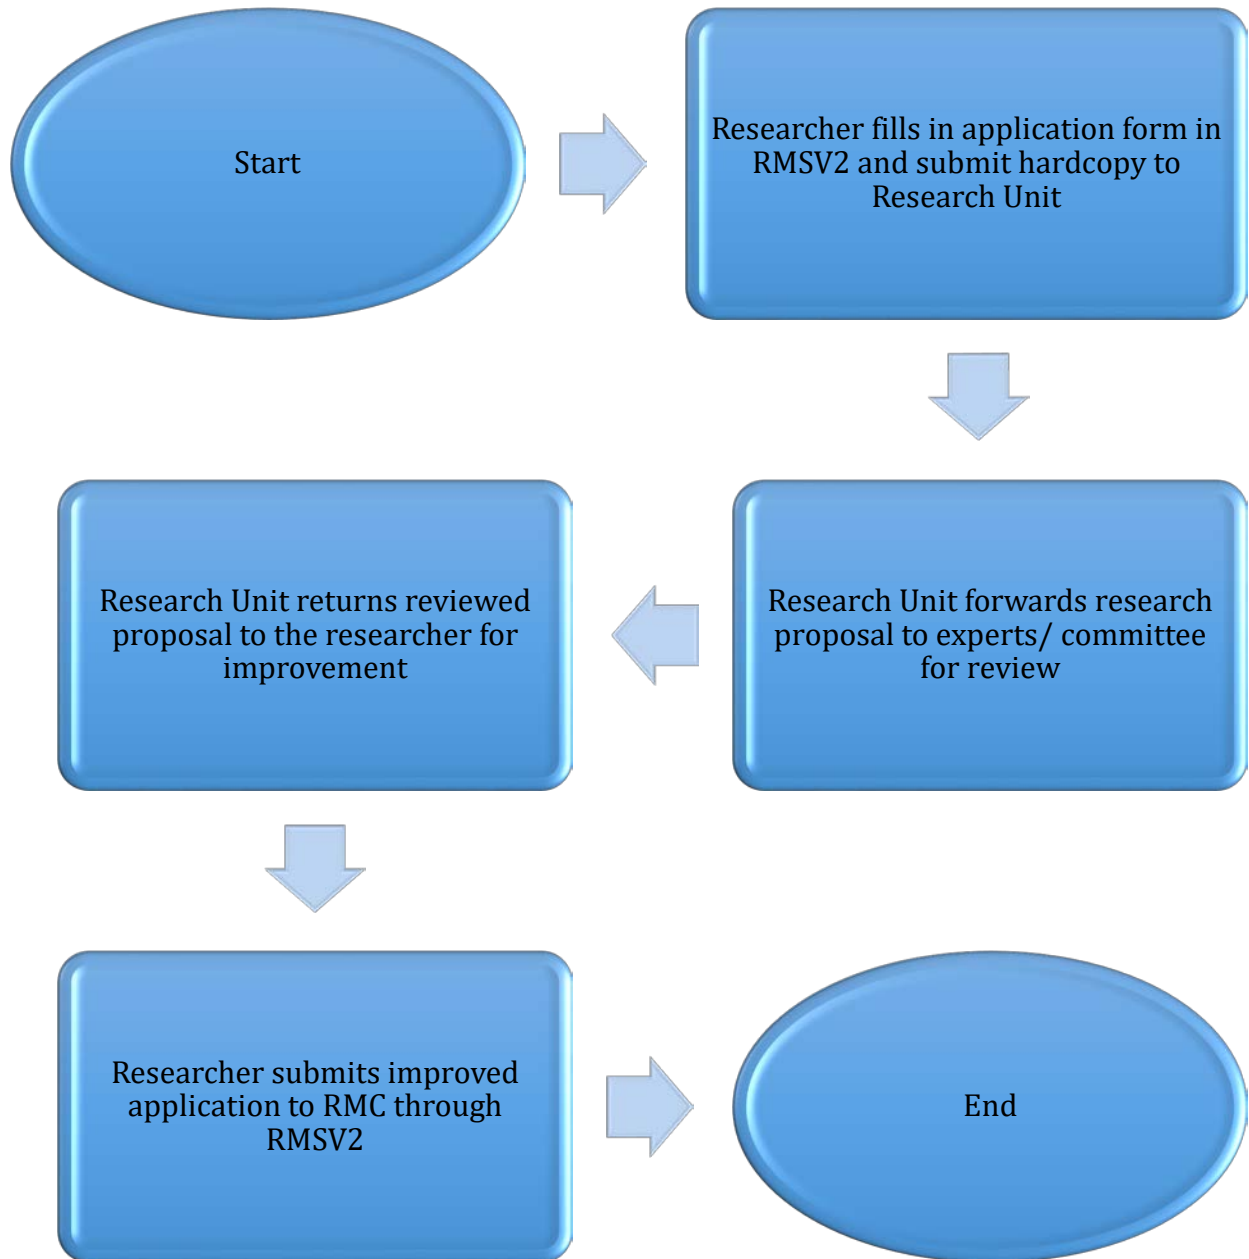 Start
Researcher fills in application form in
RMSV2 and submit hardcopy to
Research Unit
Research Unit forwards research
proposal to experts/ committee
for review
Research Unit returns reviewed
proposal to the researcher for
improvement
Researcher submits improved
application to RMC through
RMSV2
End